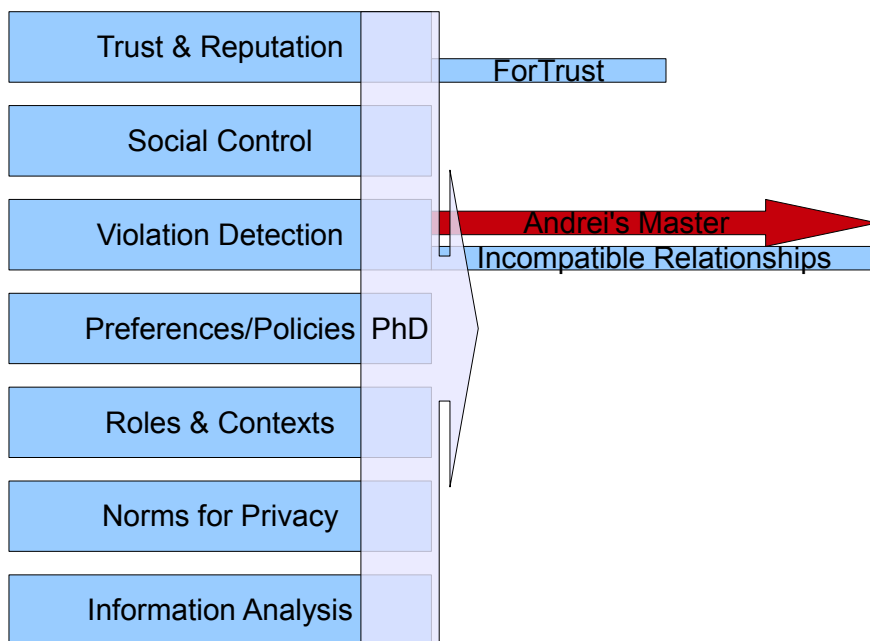 Trust & Reputation
ForTrust
Social Control
Violation Detection
Andrei's Master
Incompatible Relationships
Preferences/Policies
PhD
Roles & Contexts
Norms for Privacy
Information Analysis